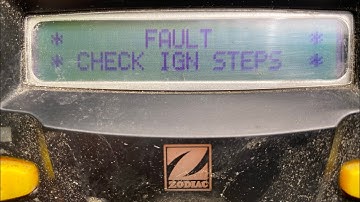 * FAULT *
* CHECK IGN STEPS *
Z
ZODIAC